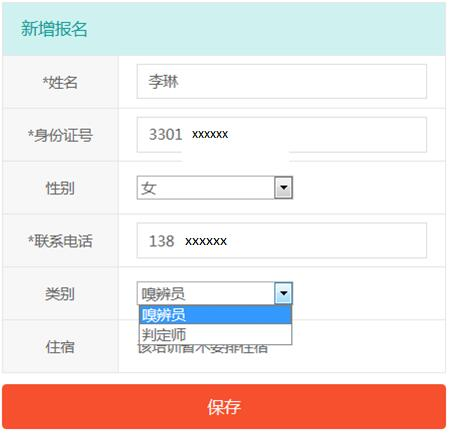 新增报名
*姓名 李琳
*身份证号 3301 xxxxxx
性别 女
*联系电话 138 xxxxxx
类别 嗅辨员
嗅辨员
判定师
住宿 该培训暂不安排住宿
保存